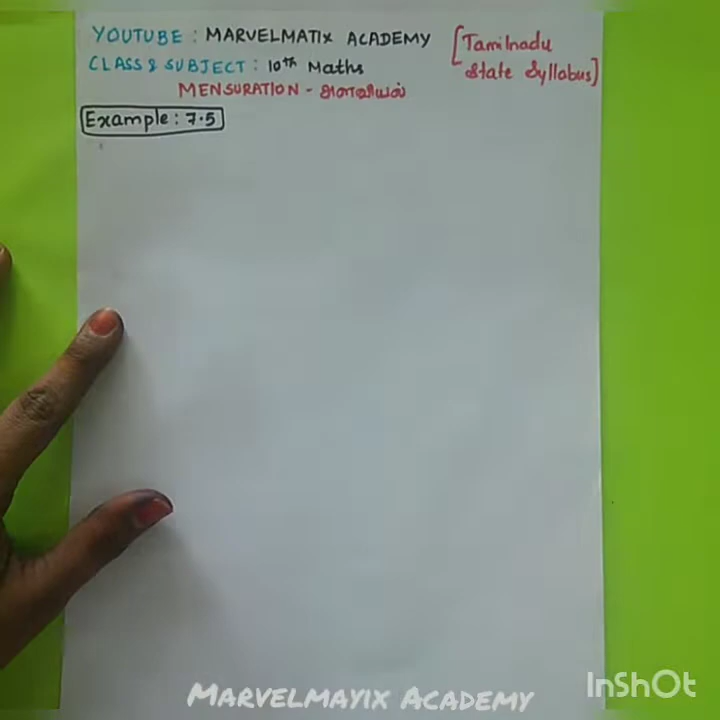 YOUTUBE : MARVELMATIX ACADEMY [Tamilnadu
CLASS & SUBJECT : 10th Maths State Syllabus]
MENSURATION - அளவியல்
Example : 7.5
MARVELMAYIX ACADEMY
InShOt